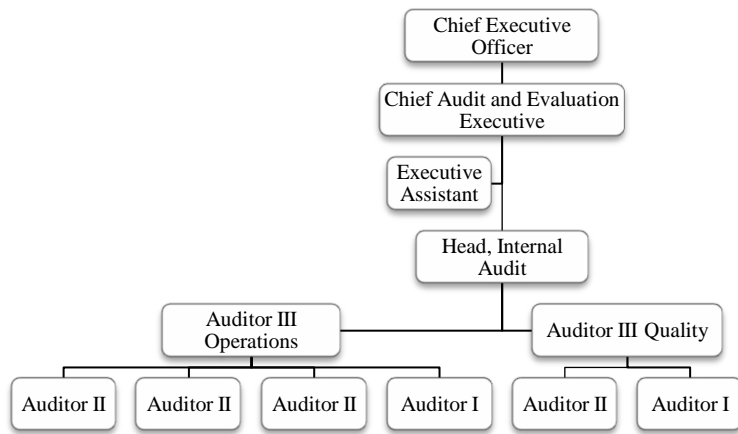 Chief Executive
Officer
Chief Audit and Evaluation
Executive
Executive
Assistant
Head, Internal
Audit
Auditor III
Operations
Auditor III Quality
Auditor II
Auditor II
Auditor II
Auditor I
Auditor II
Auditor I